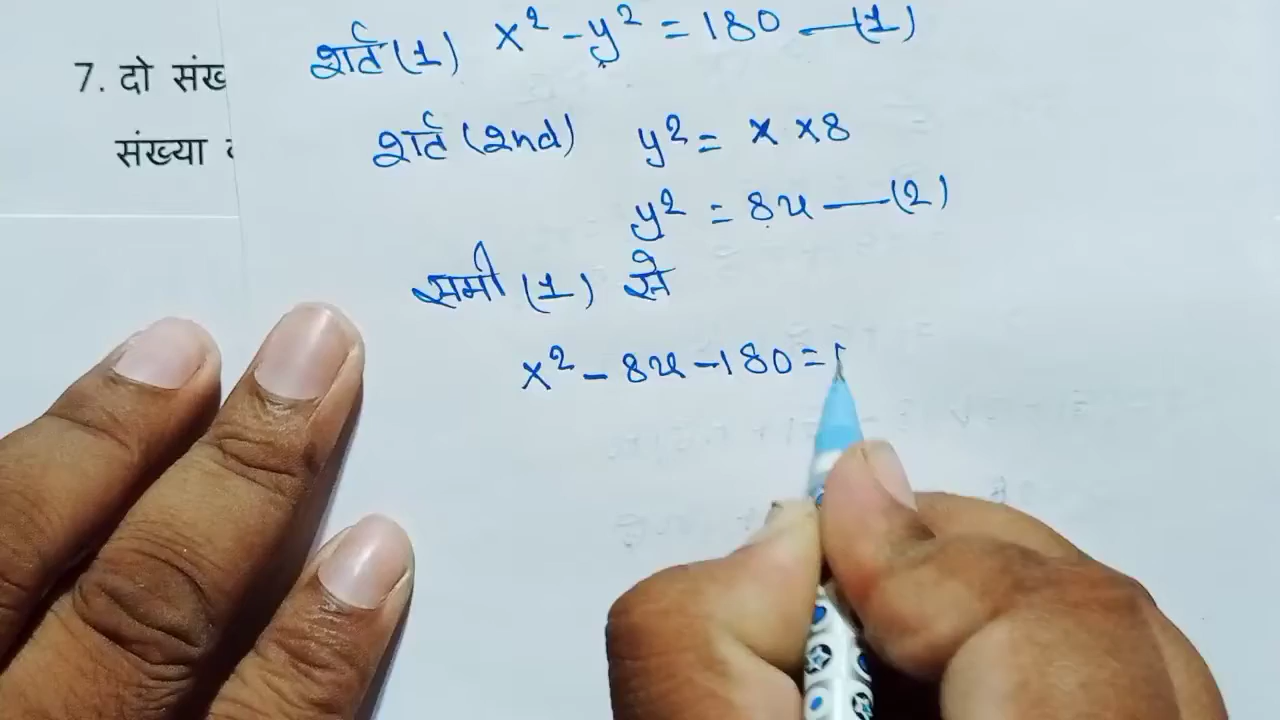 शर्त (1) x² - y² = 180 —(1)
7. दो संख
शर्त (2nd) y² = x × 8
संख्या
y² = 8x —(2)
समी (1) से
x² - 8x - 180 =